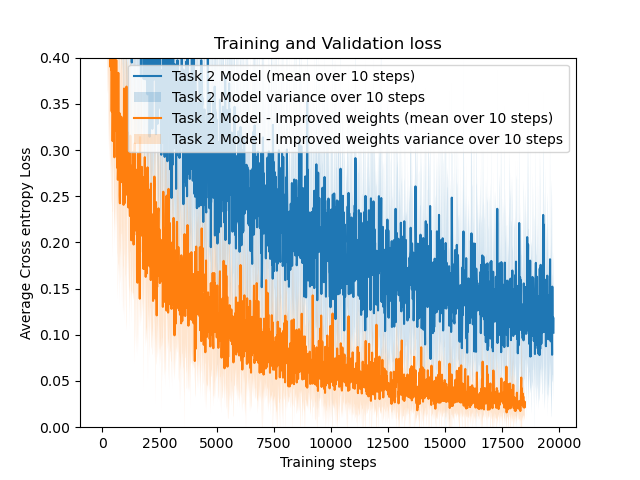 Training and Validation loss
Task 2 Model (mean over 10 steps)
Task 2 Model variance over 10 steps
Task 2 Model - Improved weights (mean over 10 steps)
Task 2 Model - Improved weights variance over 10 steps
Average Cross entropy Loss
0.40
0.35
0.30
0.25
0.20
0.15
0.10
0.05
0.00
0 2500 5000 7500 10000 12500 15000 17500 20000
Training steps